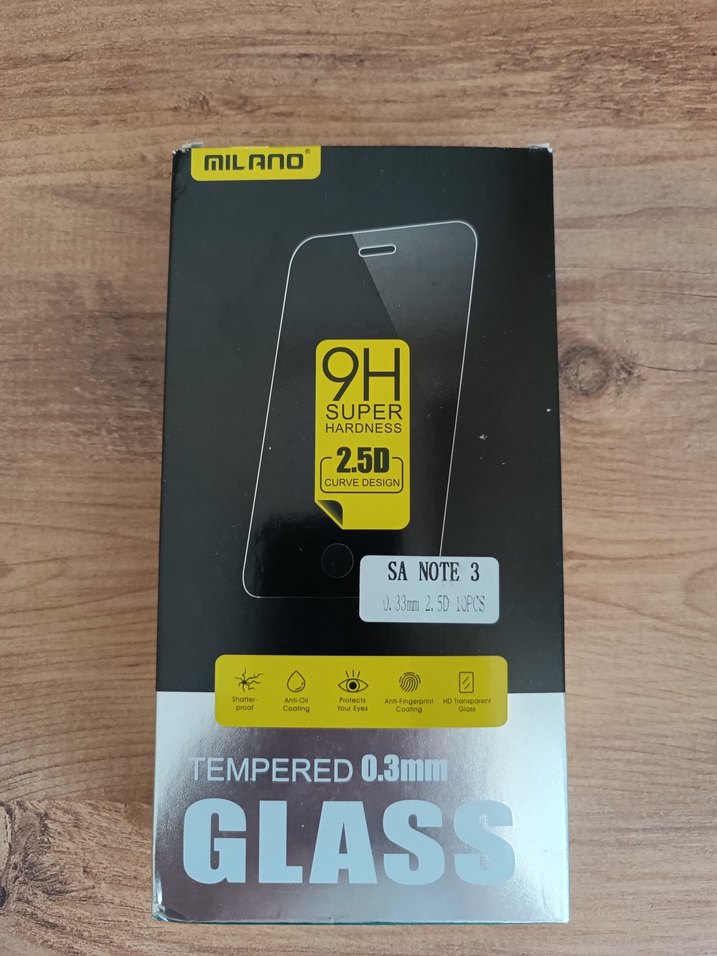 MILANO®
9H
SUPER
HARDNESS
2.5D
CURVE DESIGN
SA NOTE 3
0.33mm 2.5D 10PCS
Shatter-
proof
Anti-Oil
Coating
Protects
Your Eyes
Anti-Fingerprint
Coating
HD Transparent
Glass
TEMPERED 0.3mm
GLASS